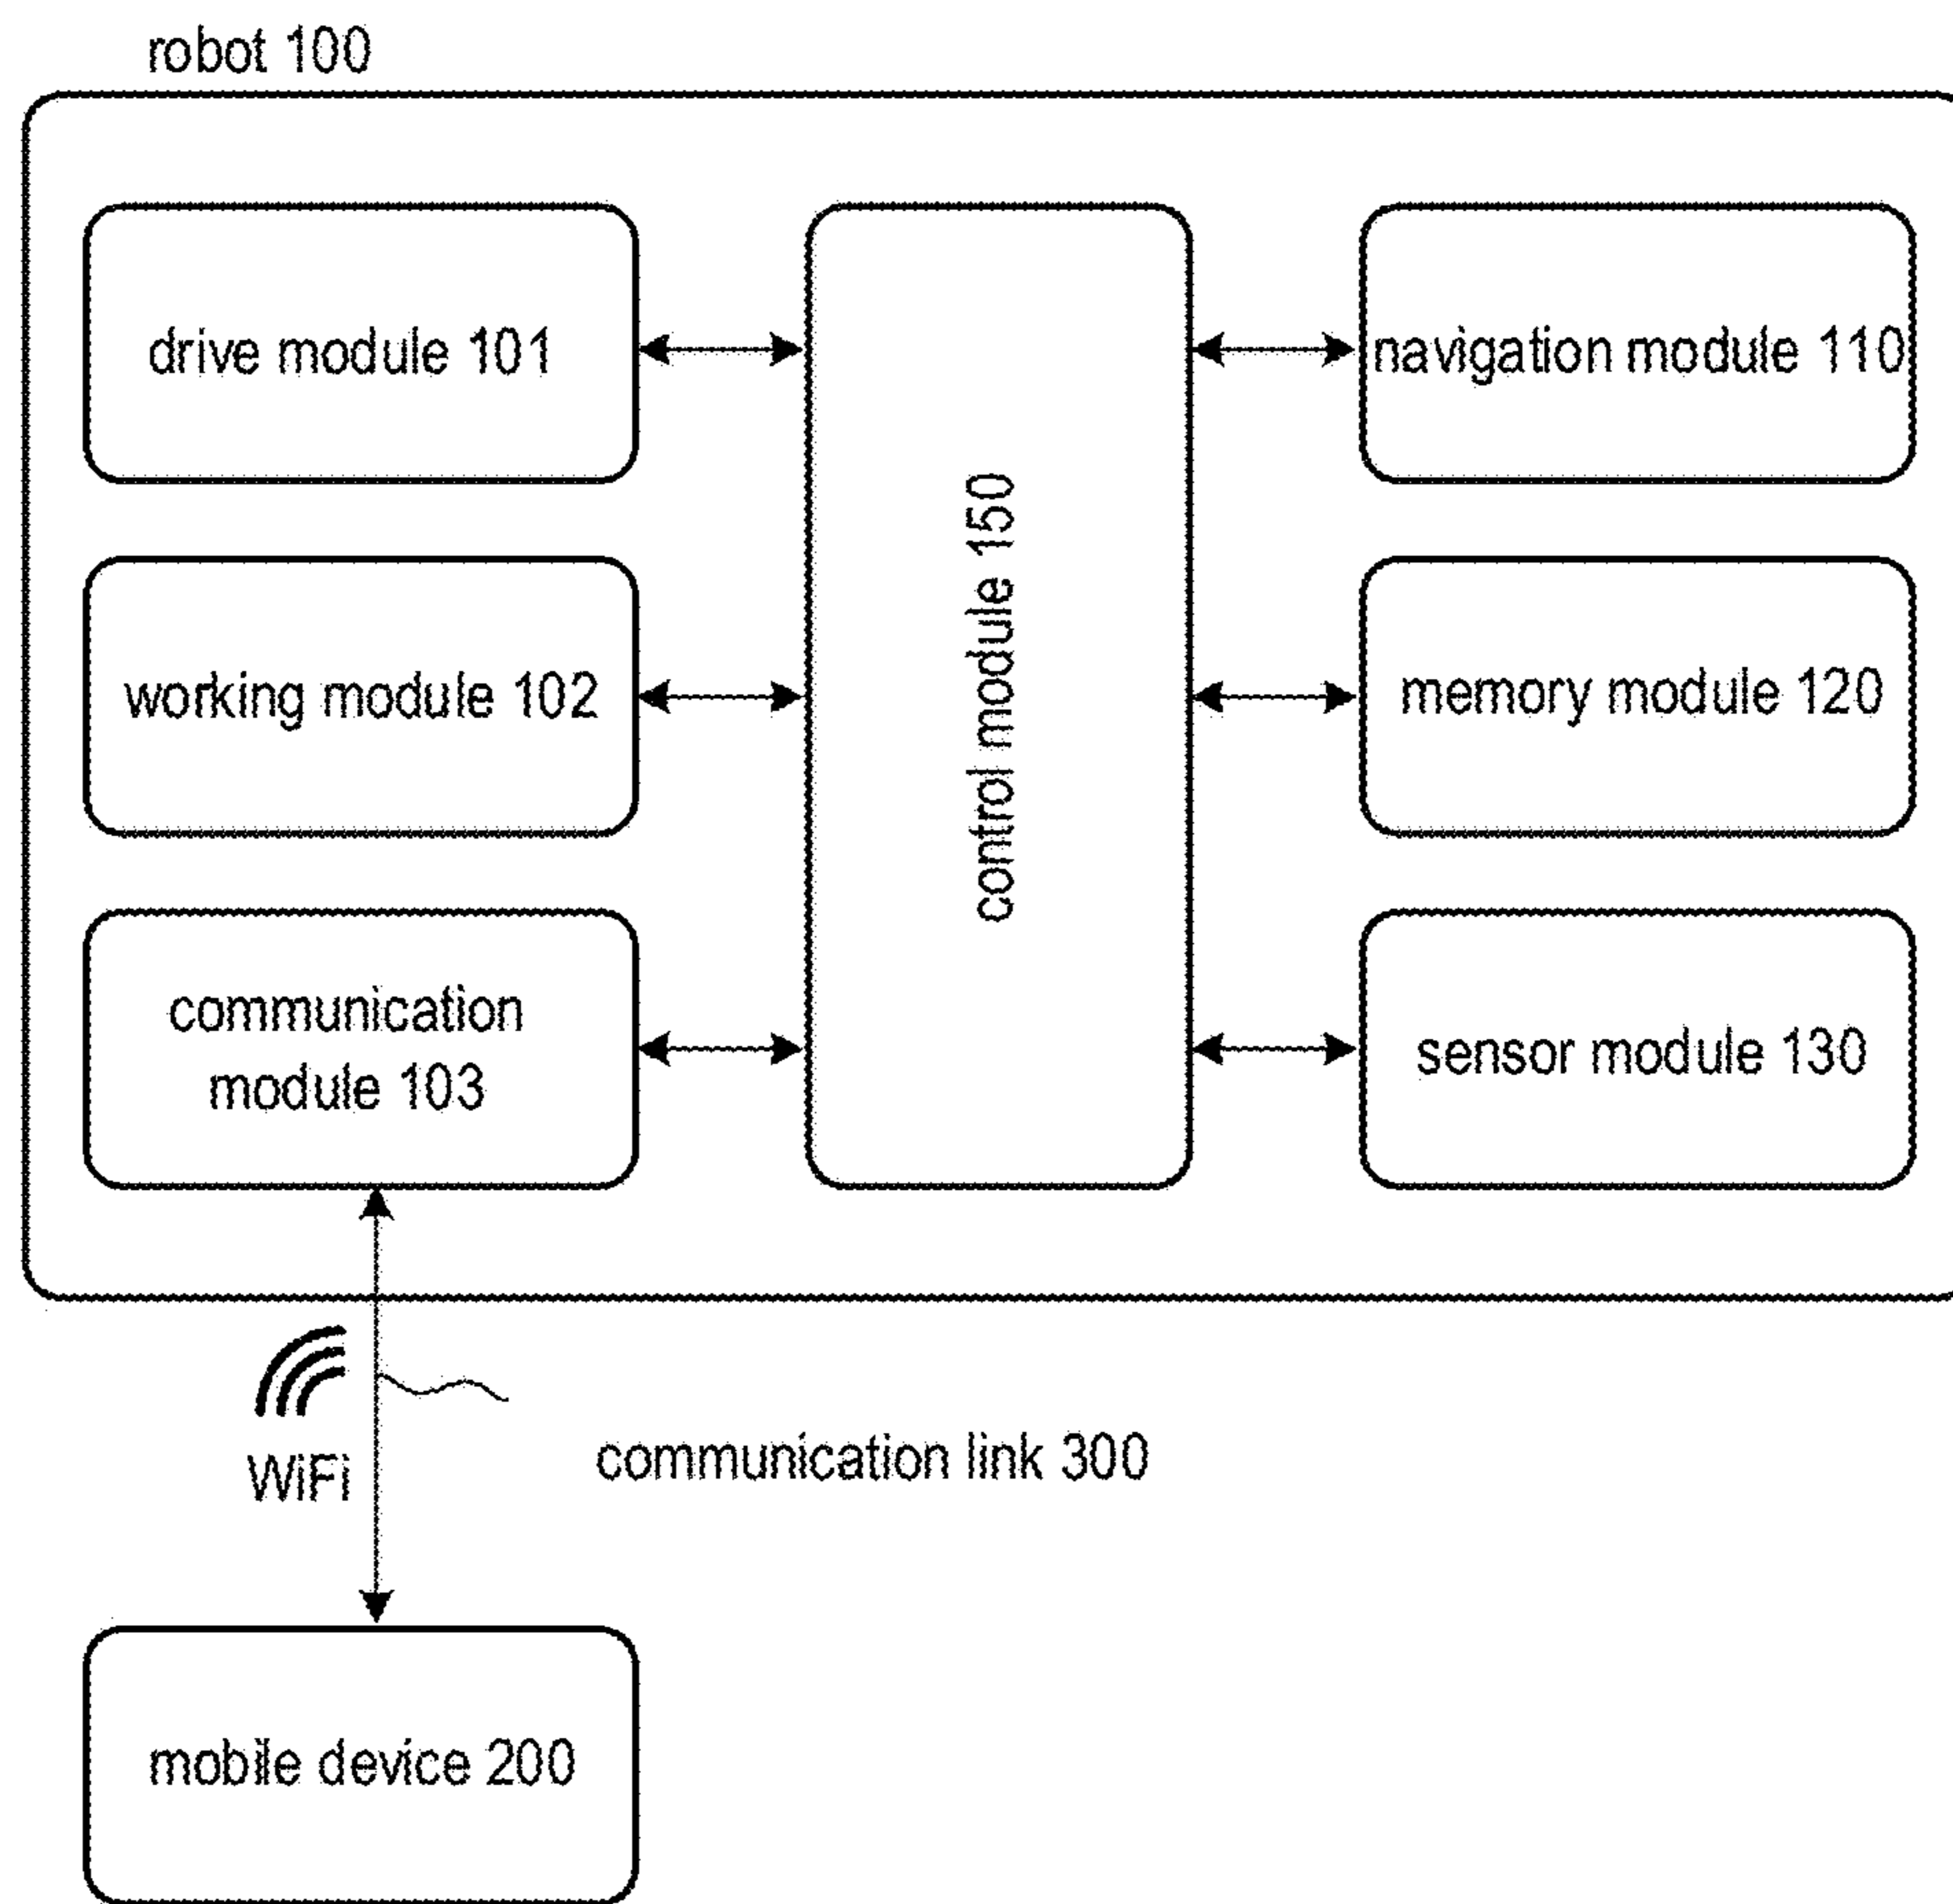 robot 100
drive module 101
navigation module 110
control module 150
working module 102
memory module 120
communication
module 103
sensor module 130
WiFi
communication link 300
mobile device 200